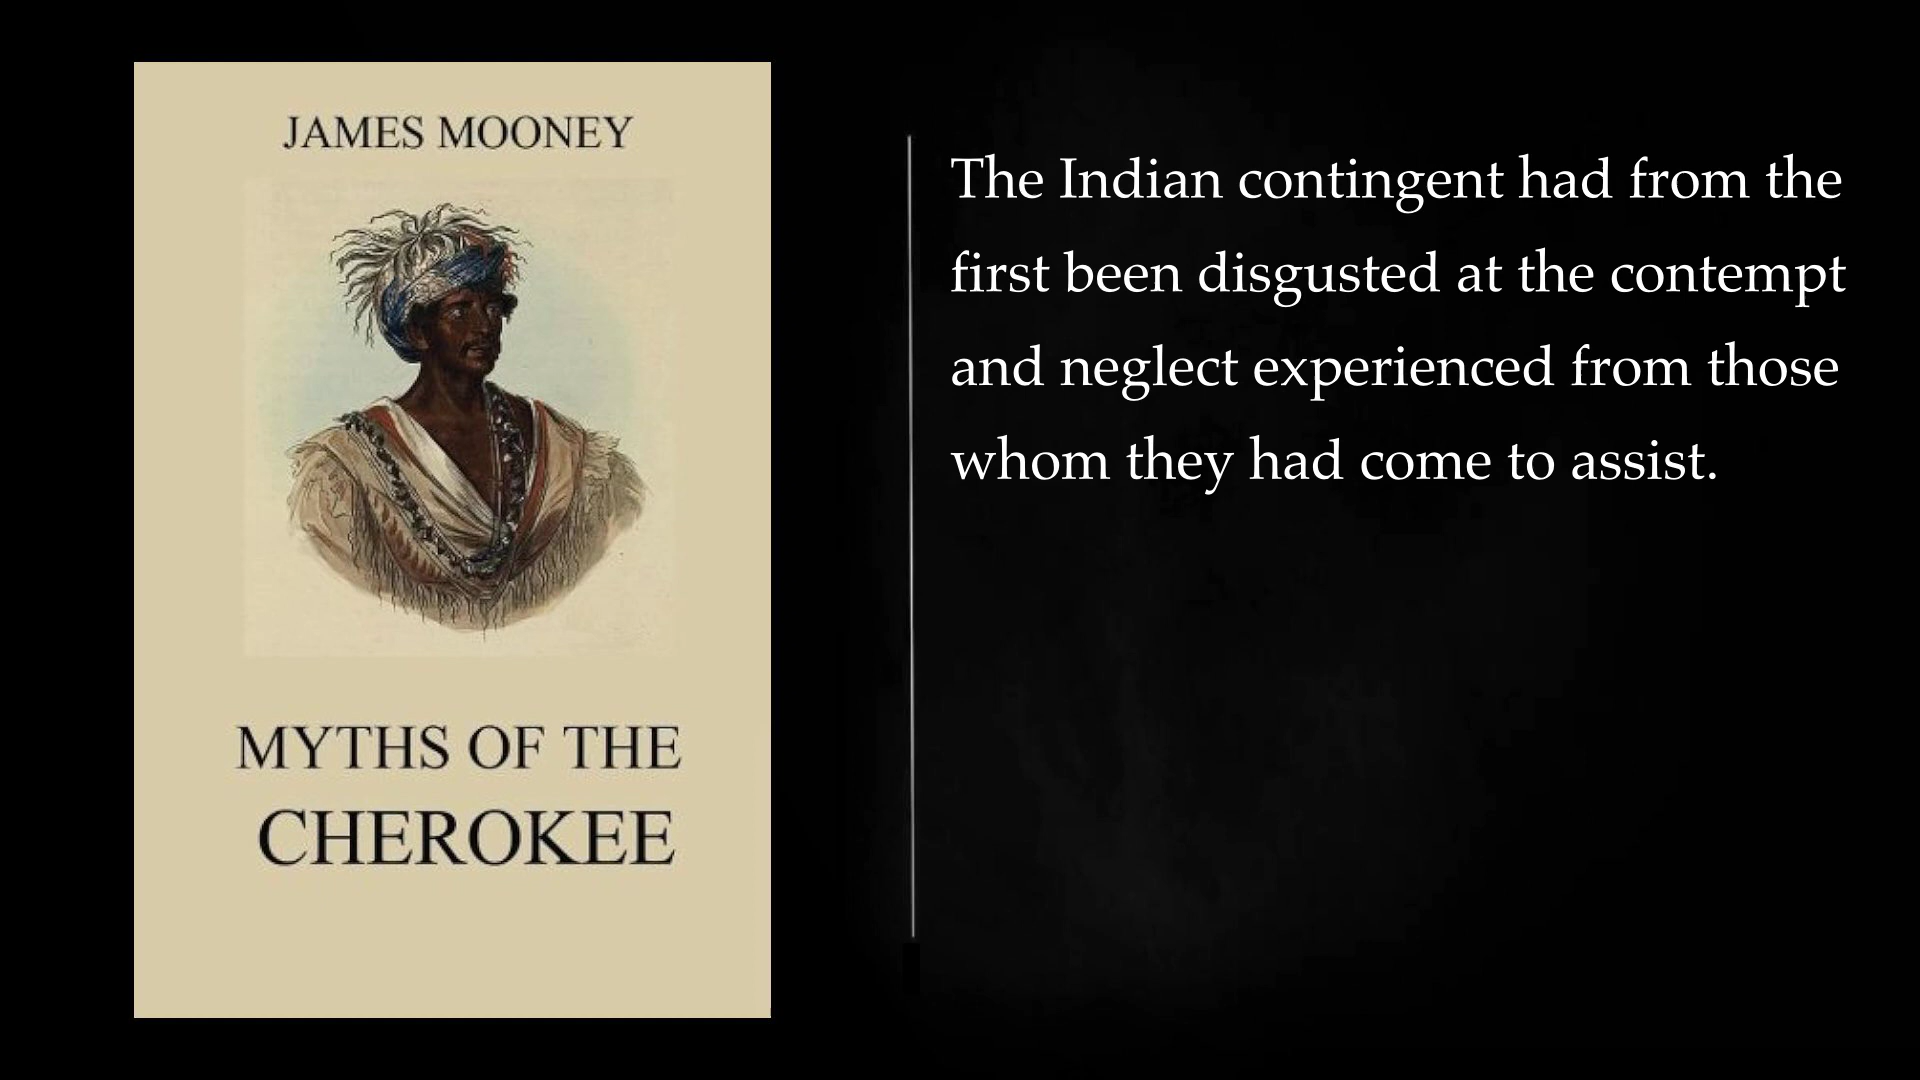 JAMES MOONEY
MYTHS OF THE
CHEROKEE
The Indian contingent had from the
first been disgusted at the contempt
and neglect experienced from those
whom they had come to assist.